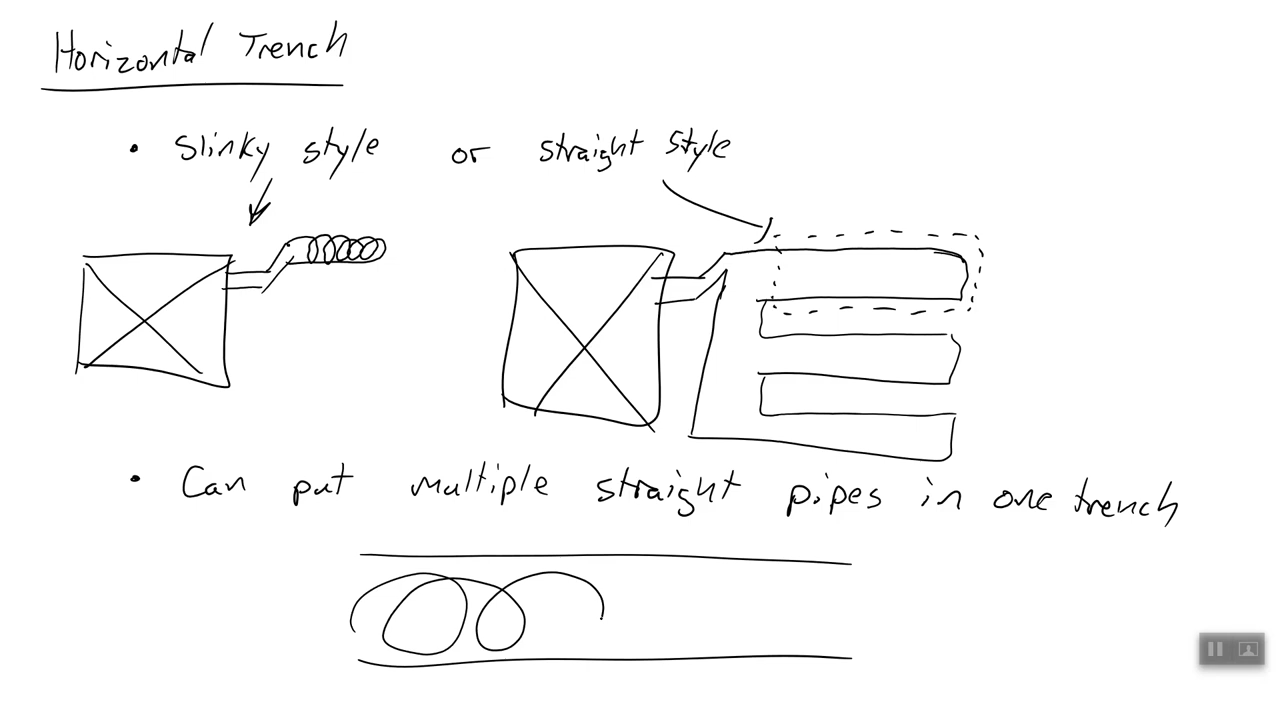 Horizontal Trench
• Slinky style or straight style
• Can put multiple straight pipes in one trench